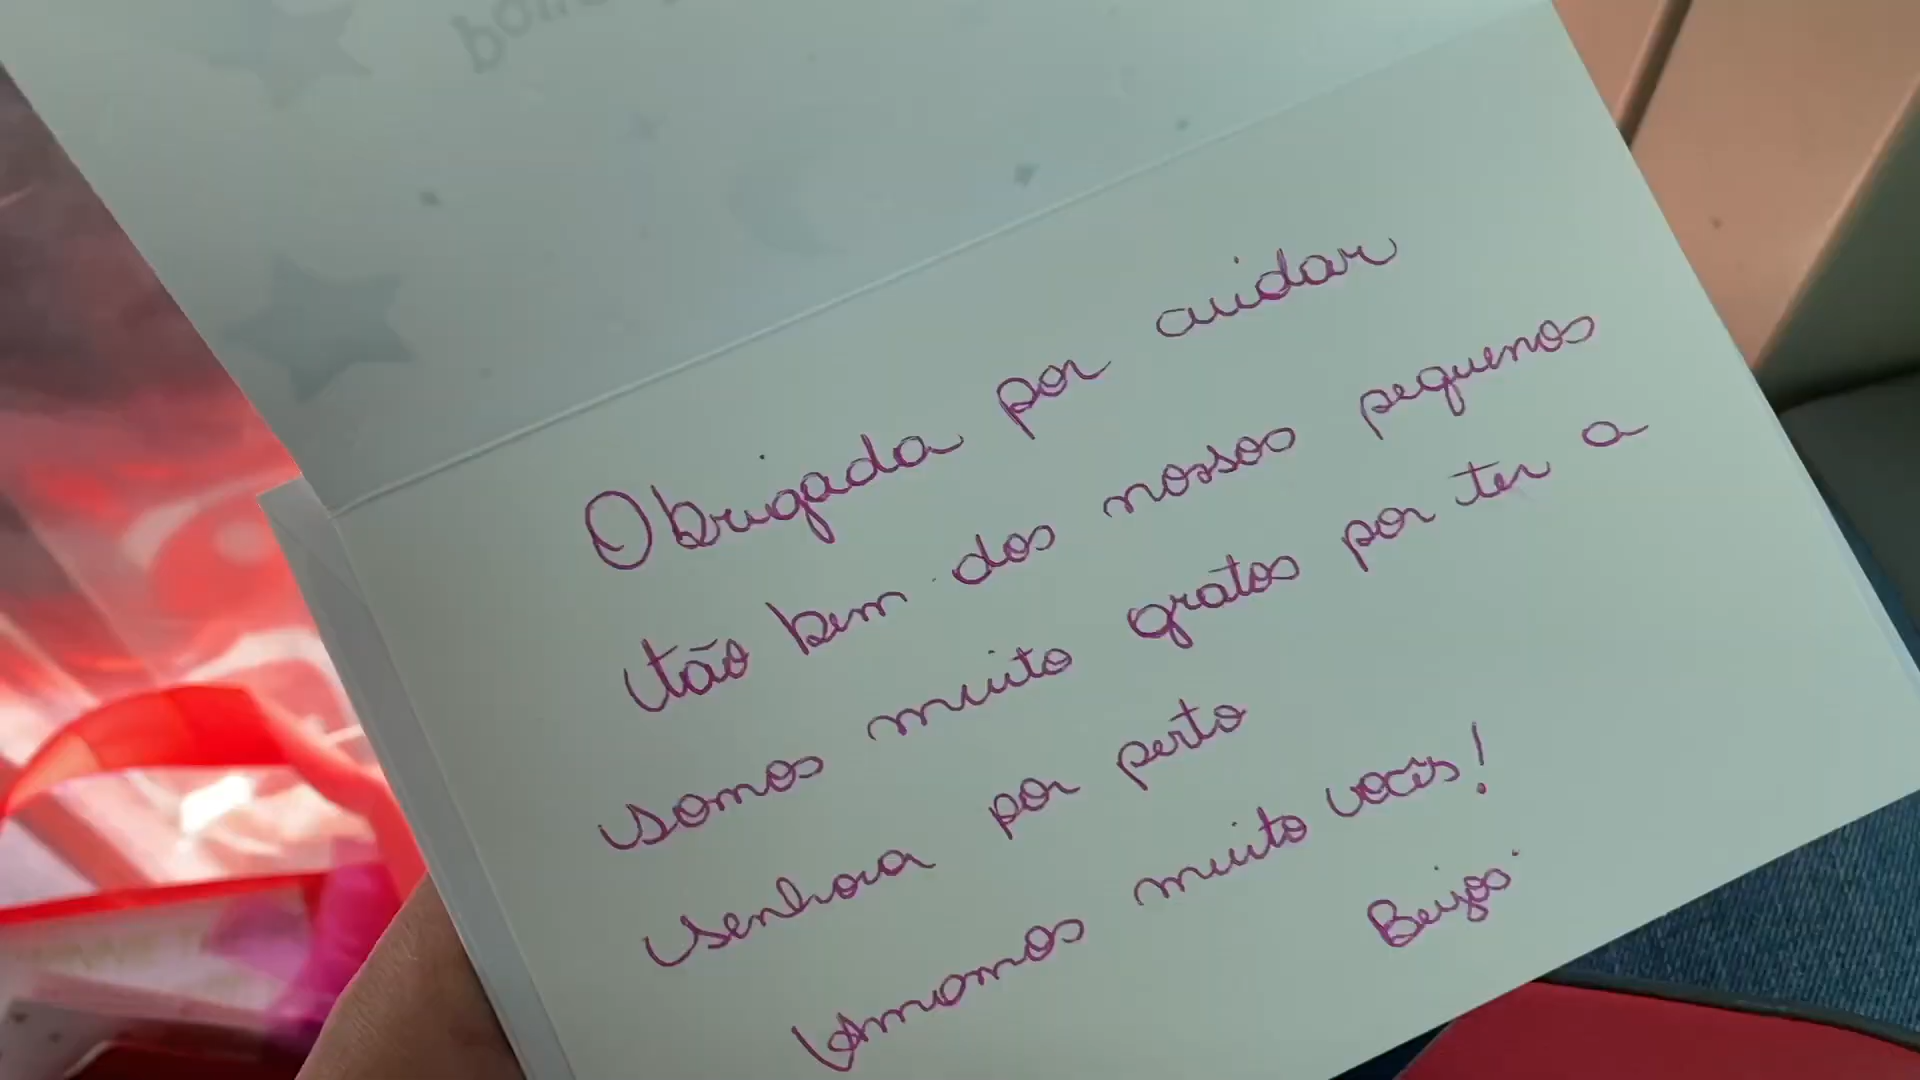 Obrigada por cuidar
tão bem dos nossos pequenos
somos muito gratos por ter a
senhora por perto
Amamos muito vocês!
Beijos